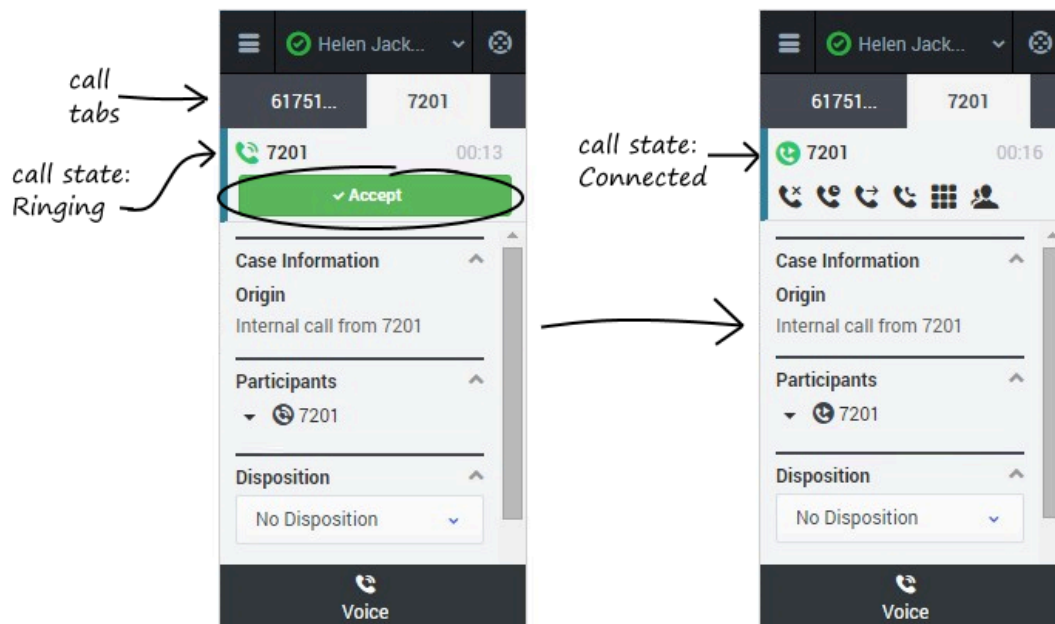 Helen Jack...
61751... 7201
call
tabs
7201 00:13
call state:
Ringing
Accept
Case Information
Origin
Internal call from 7201
Participants
7201
Disposition
No Disposition
Voice
Helen Jack...
61751... 7201
call state:
Connected
7201 00:16
Case Information
Origin
Internal call from 7201
Participants
7201
Disposition
No Disposition
Voice